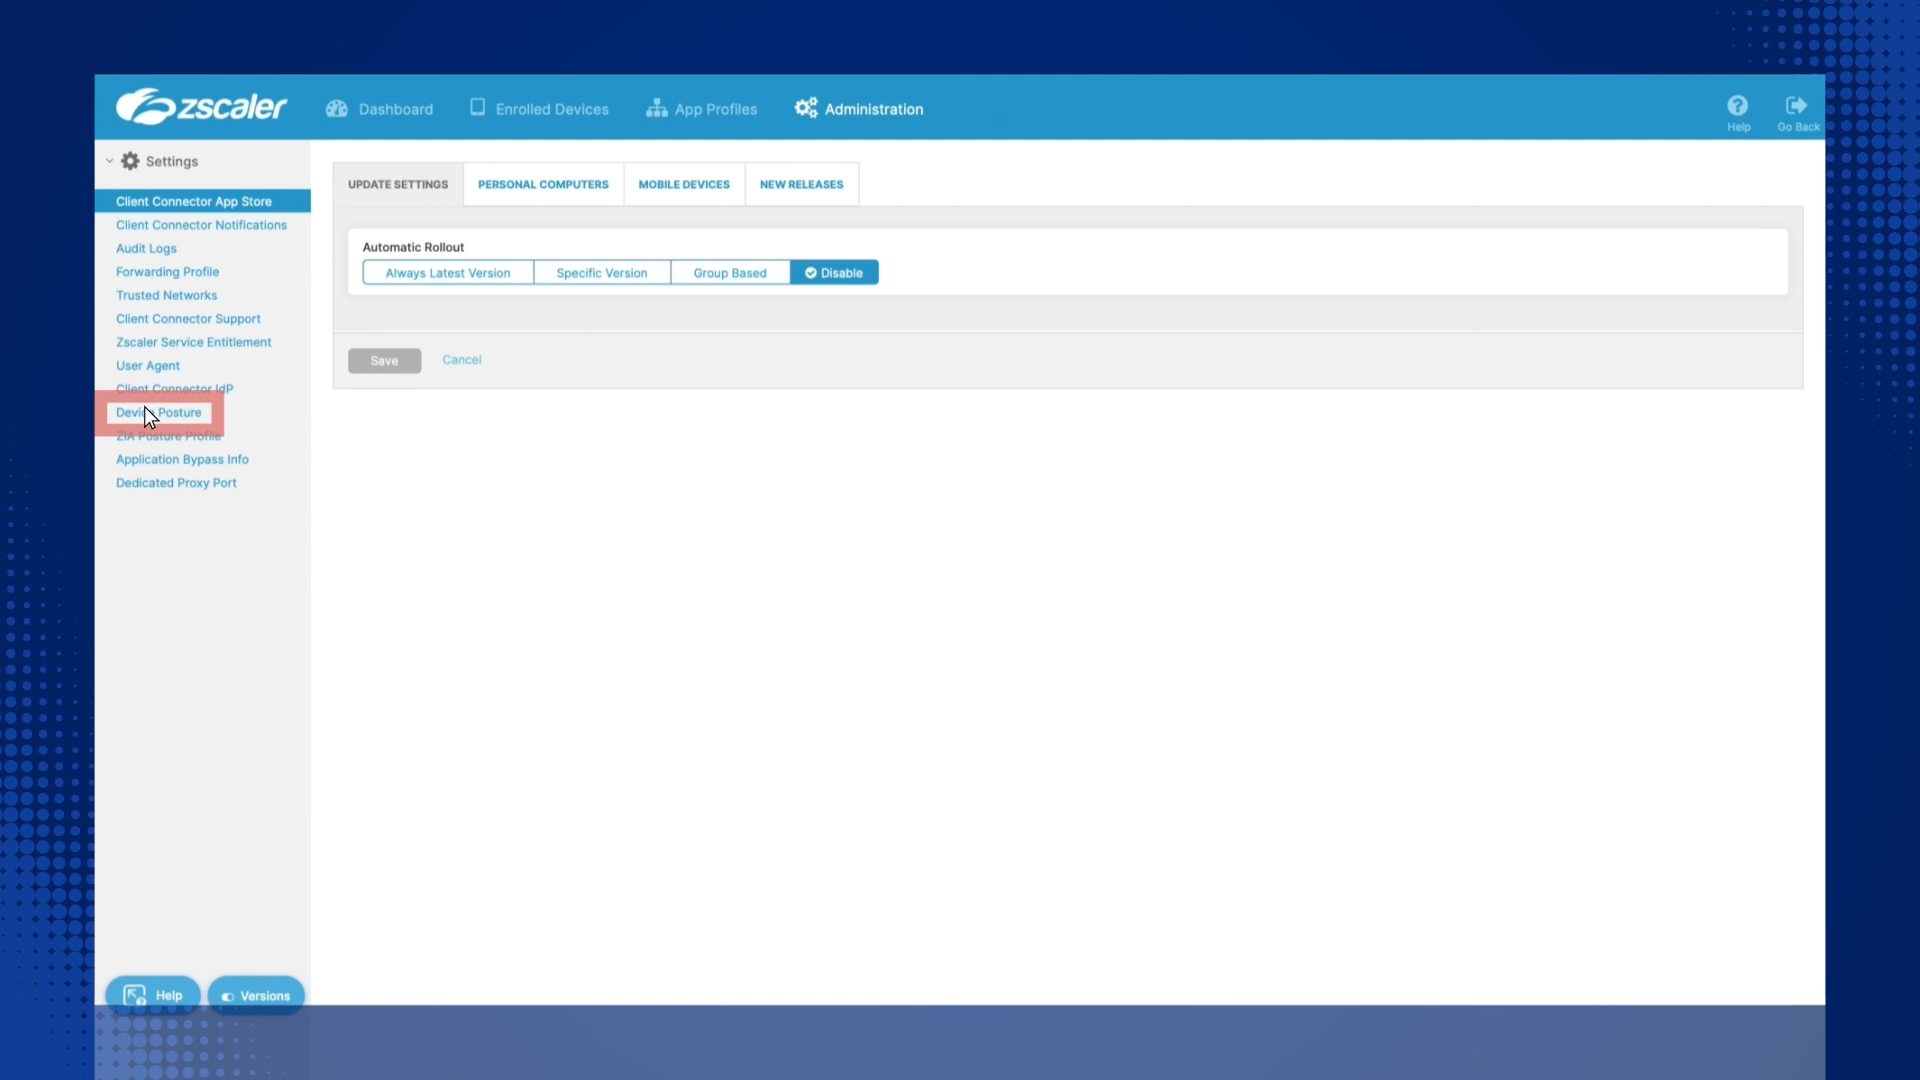 zscaler
Dashboard
Enrolled Devices
App Profiles
Administration
Help
Go Back
Settings
Client Connector App Store
Client Connector Notifications
Audit Logs
Forwarding Profile
Trusted Networks
Client Connector Support
Zscaler Service Entitlement
User Agent
Client Connector IdP
Device Posture
ZIA Posture Profile
Application Bypass Info
Dedicated Proxy Port
UPDATE SETTINGS
PERSONAL COMPUTERS
MOBILE DEVICES
NEW RELEASES
Automatic Rollout
Always Latest Version
Specific Version
Group Based
Disable
Save
Cancel
Help
Versions